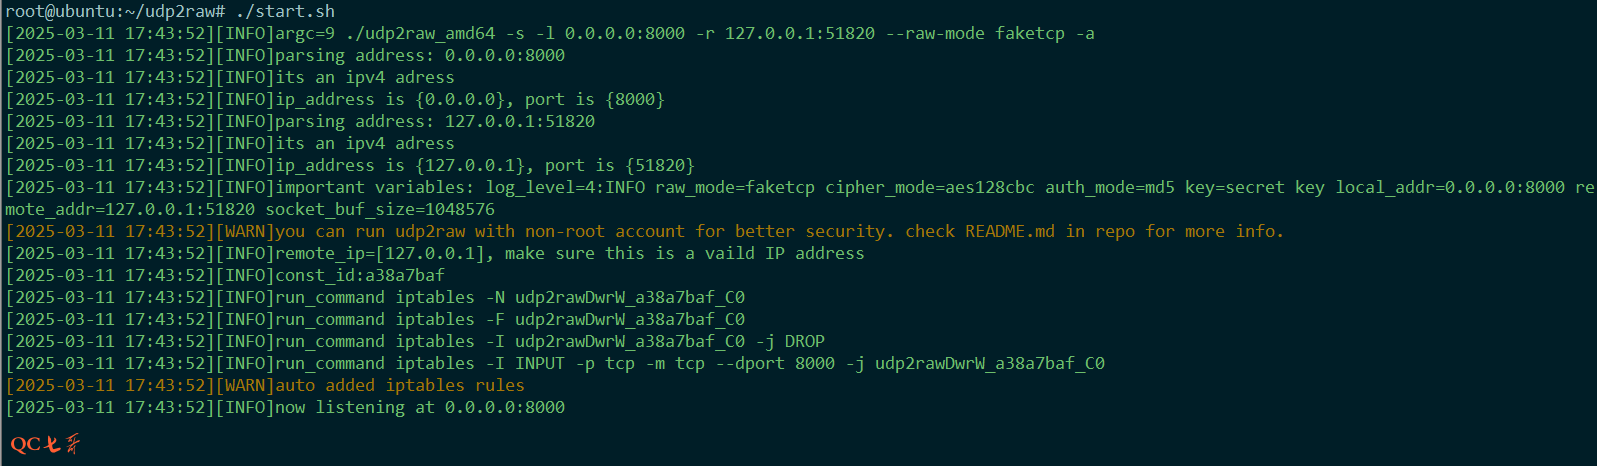 root@ubuntu:~/udp2raw# ./start.sh
[2025-03-11 17:43:52][INFO]argc=9 ./udp2raw_amd64 -s -l 0.0.0.0:8000 -r 127.0.0.1:51820 --raw-mode faketcp -a
[2025-03-11 17:43:52][INFO]parsing address: 0.0.0.0:8000
[2025-03-11 17:43:52][INFO]its an ipv4 adress
[2025-03-11 17:43:52][INFO]ip_address is {0.0.0.0}, port is {8000}
[2025-03-11 17:43:52][INFO]parsing address: 127.0.0.1:51820
[2025-03-11 17:43:52][INFO]its an ipv4 adress
[2025-03-11 17:43:52][INFO]ip_address is {127.0.0.1}, port is {51820}
[2025-03-11 17:43:52][INFO]important variables: log_level=4:INFO raw_mode=faketcp cipher_mode=aes128cbc auth_mode=md5 key=secret key local_addr=0.0.0.0:8000 re
mote_addr=127.0.0.1:51820 socket_buf_size=1048576
[2025-03-11 17:43:52][WARN]you can run udp2raw with non-root account for better security. check README.md in repo for more info.
[2025-03-11 17:43:52][INFO]remote_ip=[127.0.0.1], make sure this is a vaild IP address
[2025-03-11 17:43:52][INFO]const_id:a38a7baf
[2025-03-11 17:43:52][INFO]run_command iptables -N udp2rawDwrW_a38a7baf_C0
[2025-03-11 17:43:52][INFO]run_command iptables -F udp2rawDwrW_a38a7baf_C0
[2025-03-11 17:43:52][INFO]run_command iptables -I udp2rawDwrW_a38a7baf_C0 -j DROP
[2025-03-11 17:43:52][INFO]run_command iptables -I INPUT -p tcp -m tcp --dport 8000 -j udp2rawDwrW_a38a7baf_C0
[2025-03-11 17:43:52][WARN]auto added iptables rules
[2025-03-11 17:43:52][INFO]now listening at 0.0.0.0:8000
QC七哥